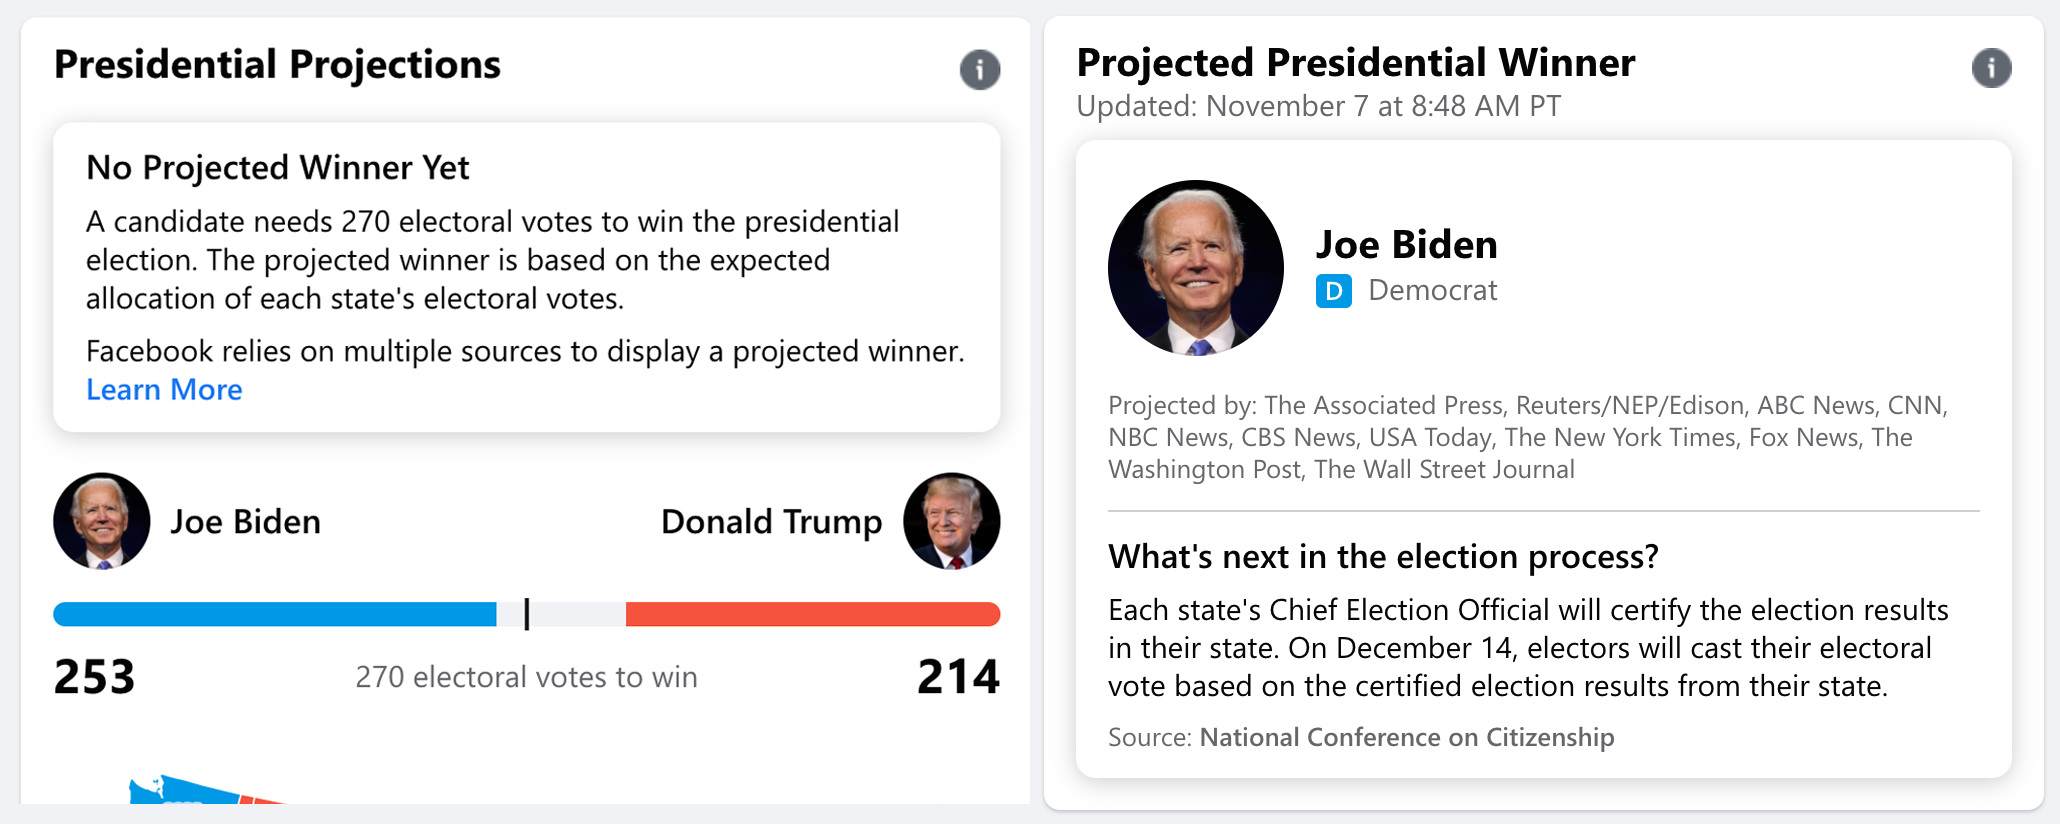 Presidential Projections
No Projected Winner Yet
A candidate needs 270 electoral votes to win the presidential
election. The projected winner is based on the expected
allocation of each state's electoral votes.
Facebook relies on multiple sources to display a projected winner.
Learn More
Joe Biden
Donald Trump
253
270 electoral votes to win
214
Projected Presidential Winner
Updated: November 7 at 8:48 AM PT
Joe Biden
D Democrat
Projected by: The Associated Press, Reuters/NEP/Edison, ABC News, CNN,
NBC News, CBS News, USA Today, The New York Times, Fox News, The
Washington Post, The Wall Street Journal
What's next in the election process?
Each state's Chief Election Official will certify the election results
in their state. On December 14, electors will cast their electoral
vote based on the certified election results from their state.
Source: National Conference on Citizenship